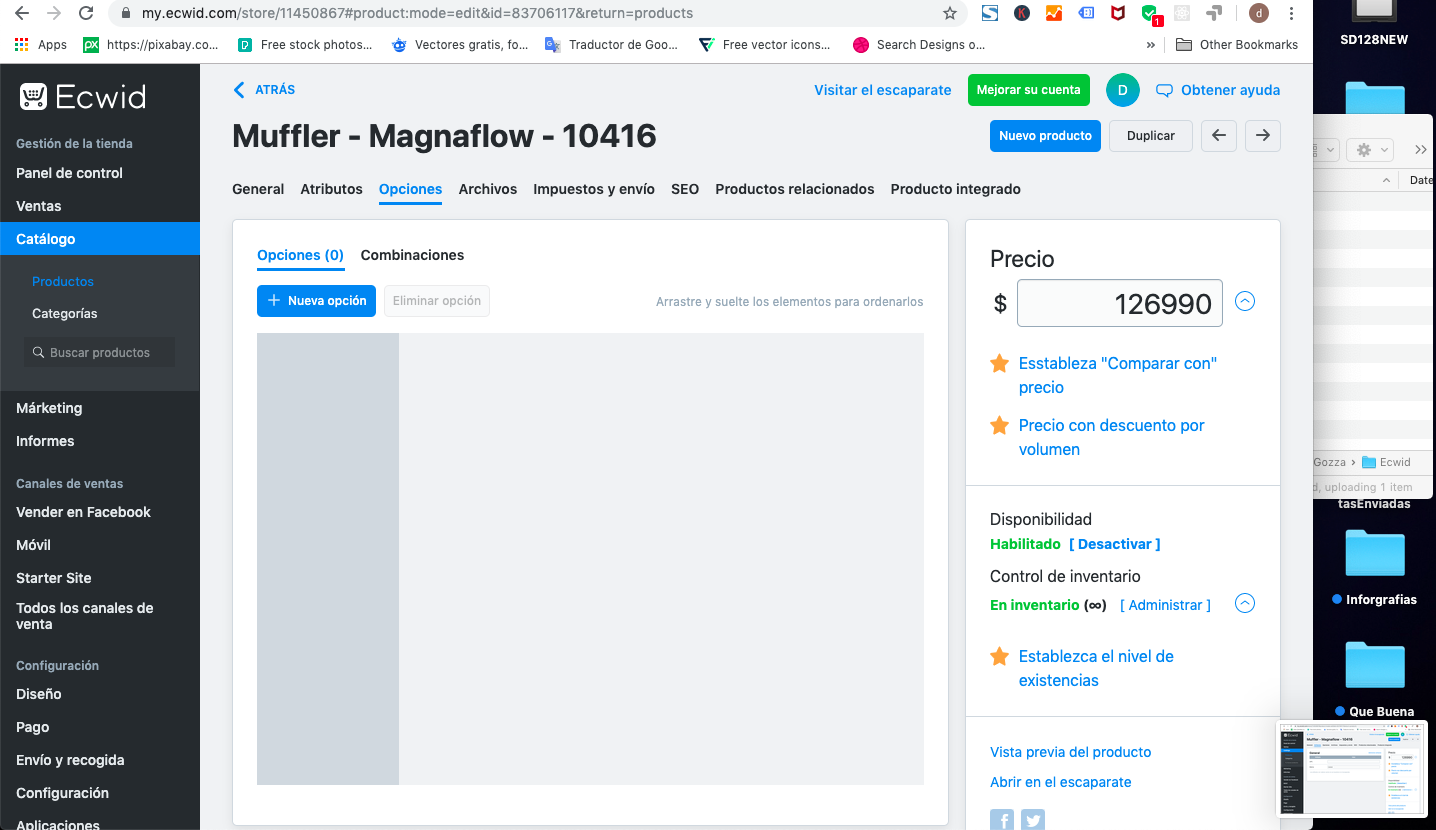 my.ecwid.com/store/11450867#product:mode=edit&id=83706117&return=products
K
1
d
Apps
px
https://pixabay.co...
Free stock photos...
Vectores gratis, fo...
Traductor de Goo...
Free vector icons...
Search Designs o...
»
Other Bookmarks
SD128NEW
Ecwid
ATRÁS
Visitar el escaparate
Mejorar su cuenta
D
Obtener ayuda
Muffler - Magnaflow - 10416
Nuevo producto
Duplicar
General
Atributos
Opciones
Archivos
Impuestos y envío
SEO
Productos relacionados
Producto integrado
Gestión de la tienda
Panel de control
Ventas
Catálogo
Productos
Categorías
Buscar productos
Márketing
Informes
Canales de ventas
Vender en Facebook
Móvil
Starter Site
Todos los canales de
venta
Configuración
Diseño
Pago
Envío y recogida
Configuración
Aplicaciones
Opciones (0)
Combinaciones
+ Nueva opción
Eliminar opción
Arrastre y suelte los elementos para ordenarlos
Precio
$ 126990
Esstableza "Comparar con"
precio
Precio con descuento por
volumen
Disponibilidad
Habilitado [ Desactivar ]
Control de inventario
En inventario (∞) [ Administrar ]
Establezca el nivel de
existencias
Vista previa del producto
Abrir en el escaparate
Date
Gozza › Ecwid
d, uploading 1 item
tasEnviadas
Inforgrafias
Que Buena
Ecwid
Muffler - Magnaflow - 10416